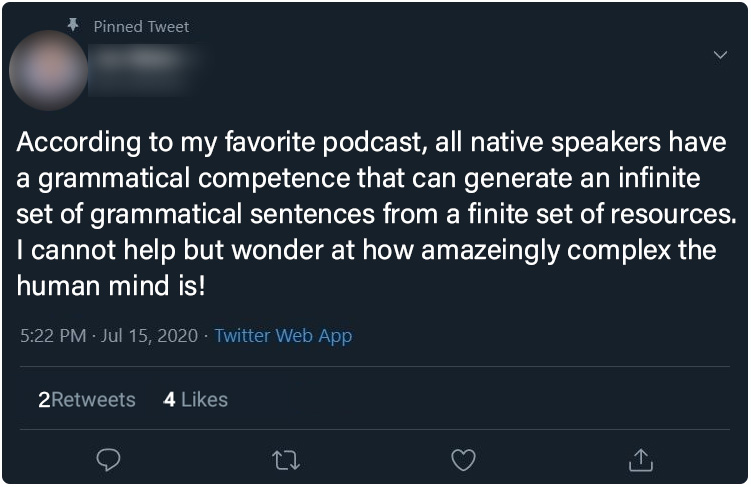 Pinned Tweet
According to my favorite podcast, all native speakers have
a grammatical competence that can generate an infinite
set of grammatical sentences from a finite set of resources.
I cannot help but wonder at how amazeingly complex the
human mind is!
5:22 PM · Jul 15, 2020 · Twitter Web App
2Retweets 4 Likes